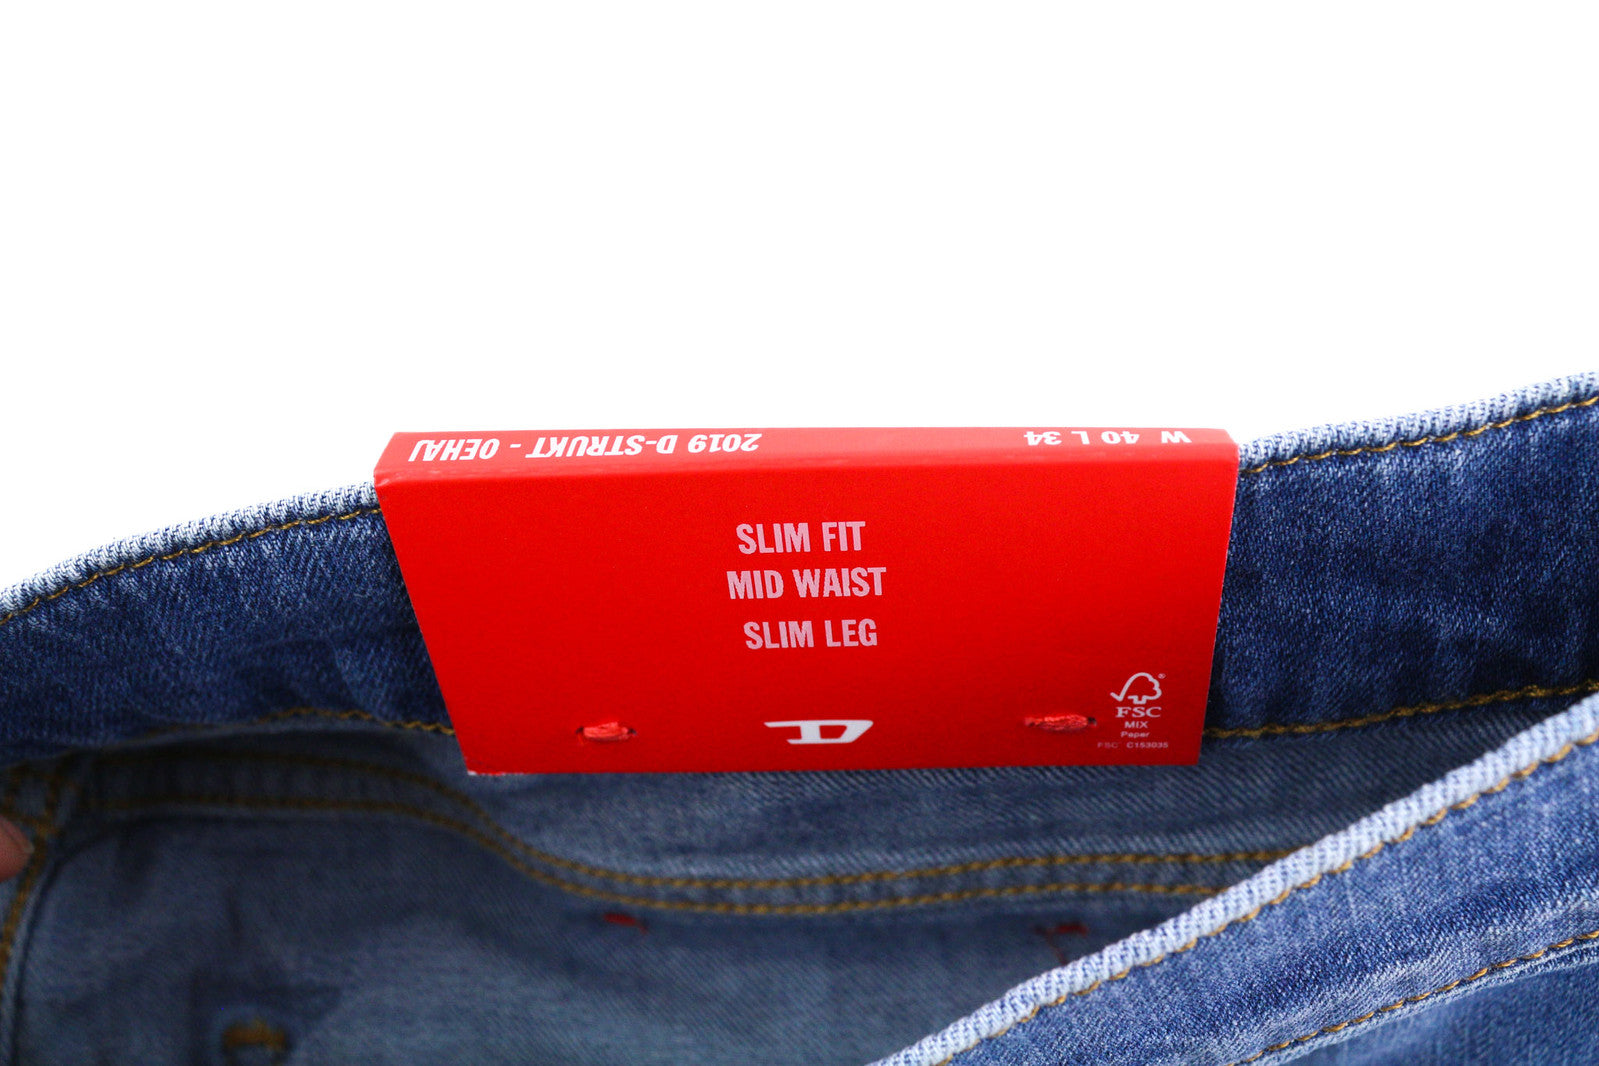 2019 D-STRUKT - 0EHAJ
W 40 L 34
SLIM FIT
MID WAIST
SLIM LEG
D
FSC®
MIX
Paper
FSC® C153035